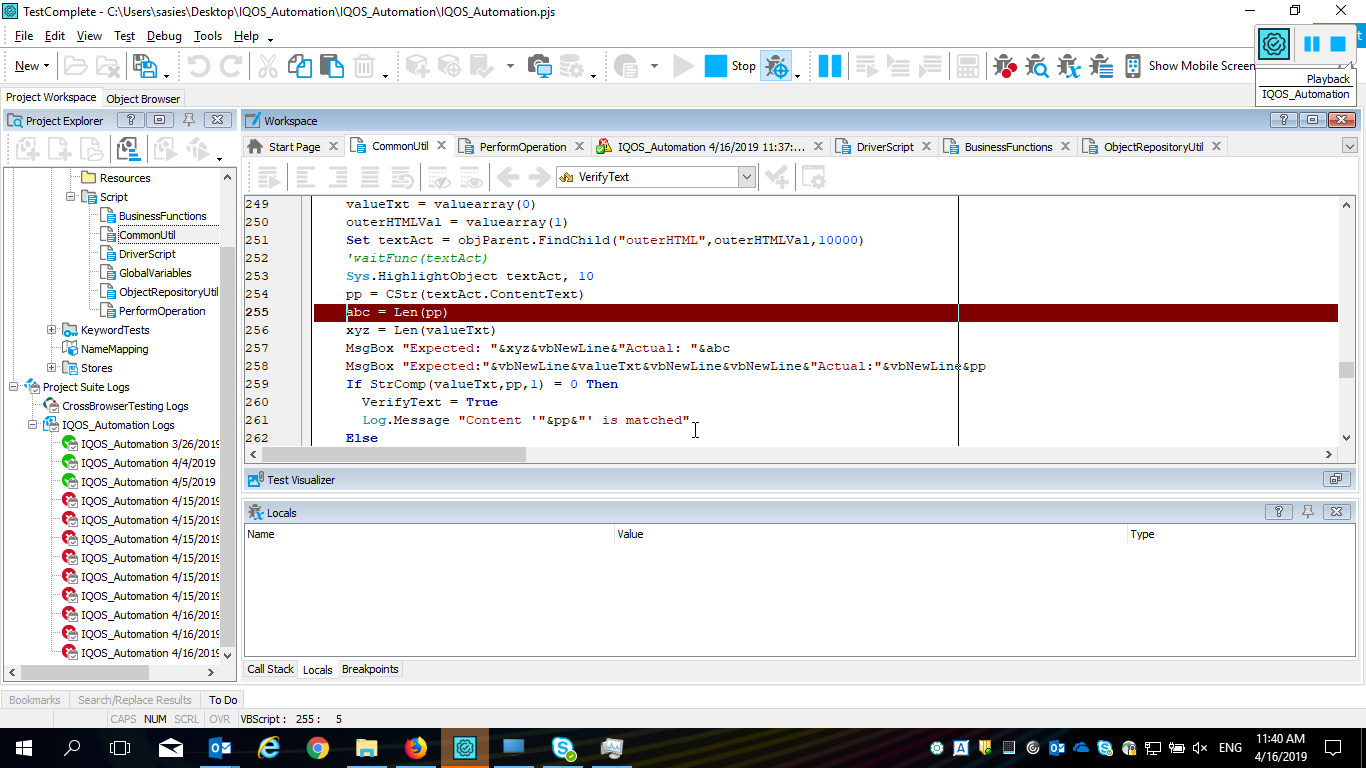 TestComplete - C:\Users\sasies\Desktop\IQOS_Automation\IQOS_Automation\IQOS_Automation.pjs
File Edit View Test Debug Tools Help
New Stop Show Mobile Screen
Playback
IQOS_Automation
Project Workspace Object Browser
Project Explorer
Workspace
Start Page CommonUtil PerformOperation IQOS_Automation 4/16/2019 11:37:... DriverScript BusinessFunctions ObjectRepositoryUtil
VerifyText
Resources
Script
BusinessFunctions
CommonUtil
DriverScript
GlobalVariables
ObjectRepositoryUtil
PerformOperation
KeywordTests
NameMapping
Stores
Project Suite Logs
CrossBrowserTesting Logs
IQOS_Automation Logs
IQOS_Automation 3/26/2019
IQOS_Automation 4/4/2019
IQOS_Automation 4/5/2019
IQOS_Automation 4/15/2019
IQOS_Automation 4/15/2019
IQOS_Automation 4/15/2019
IQOS_Automation 4/15/2019
IQOS_Automation 4/15/2019
IQOS_Automation 4/15/2019
IQOS_Automation 4/16/2019
IQOS_Automation 4/16/2019
IQOS_Automation 4/16/2019
249 valueTxt = valuearray(0)
250 outerHTMLVal = valuearray(1)
251 Set textAct = objParent.FindChild("outerHTML",outerHTMLVal,10000)
252 'waitFunc(textAct)
253 Sys.HighlightObject textAct, 10
254 pp = CStr(textAct.ContentText)
255 abc = Len(pp)
256 xyz = Len(valueTxt)
257 MsgBox "Expected: "&xyz&vbNewLine&"Actual: "&abc
258 MsgBox "Expected:"&vbNewLine&valueTxt&vbNewLine&vbNewLine&"Actual:"&vbNewLine&pp
259 If StrComp(valueTxt,pp,1) = 0 Then
260 VerifyText = True
261 Log.Message "Content '"&pp&"' is matched"
262 Else
Test Visualizer
Locals
Name Value Type
Call Stack Locals Breakpoints
Bookmarks Search/Replace Results To Do
CAPS NUM SCRL OVR VBScript : 255 : 5
ENG
11:40 AM
4/16/2019